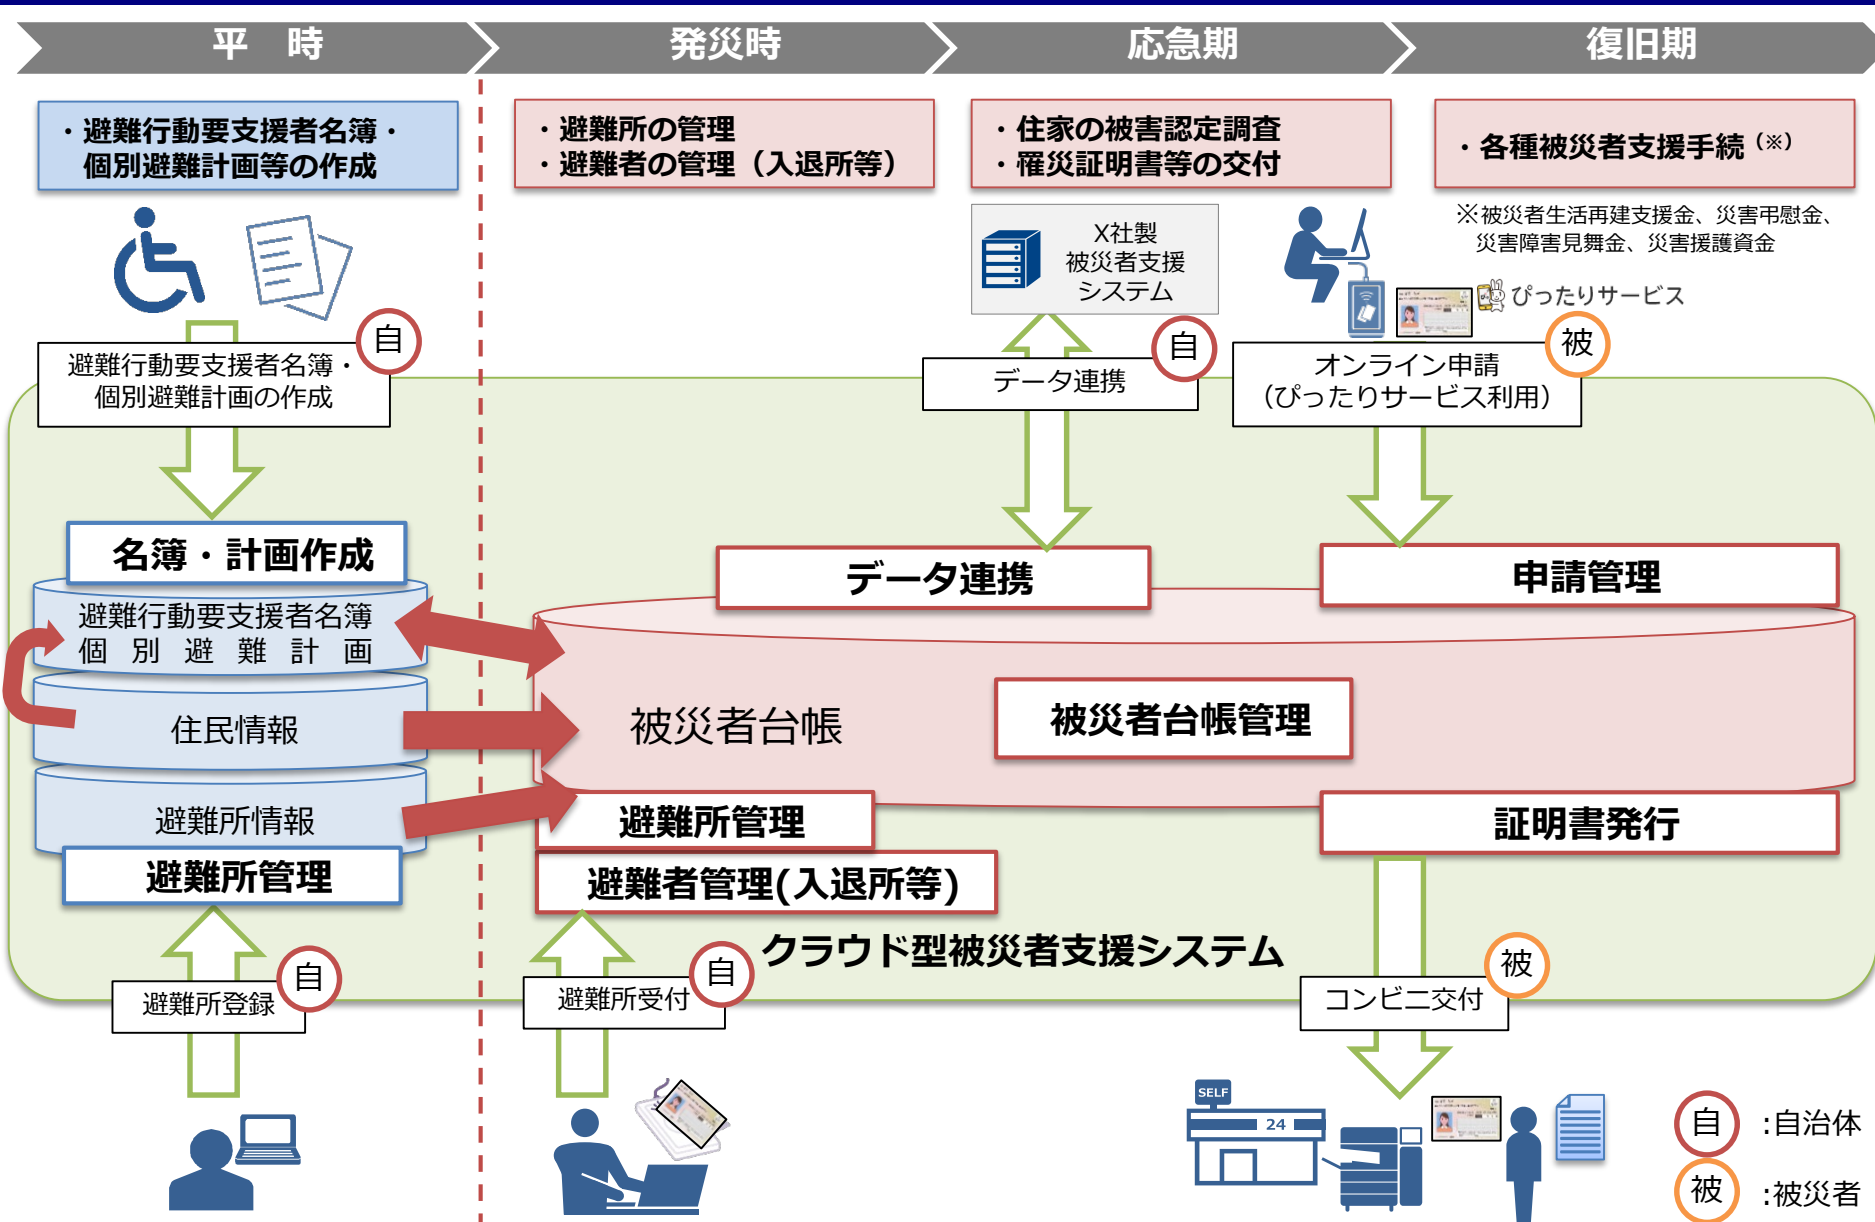 平　時
発災時
応急期
復旧期
・避難行動要支援者名簿・
個別避難計画等の作成
・避難所の管理
・避難者の管理（入退所等）
・住家の被害認定調査
・罹災証明書等の交付
・各種被災者支援手続（※）
※被災者生活再建支援金、災害弔慰金、
災害障害見舞金、災害援護資金
X社製
被災者支援
システム
ぴったりサービス
自
避難行動要支援者名簿・
個別避難計画の作成
自
データ連携
被
オンライン申請
（ぴったりサービス利用）
名簿・計画作成
避難行動要支援者名簿
個別避難計画
住民情報
避難所情報
避難所管理
データ連携
申請管理
被災者台帳
被災者台帳管理
避難所管理
避難者管理(入退所等)
証明書発行
クラウド型被災者支援システム
自
避難所登録
自
避難所受付
被
コンビニ交付
SELF
24
自 :自治体
被 :被災者